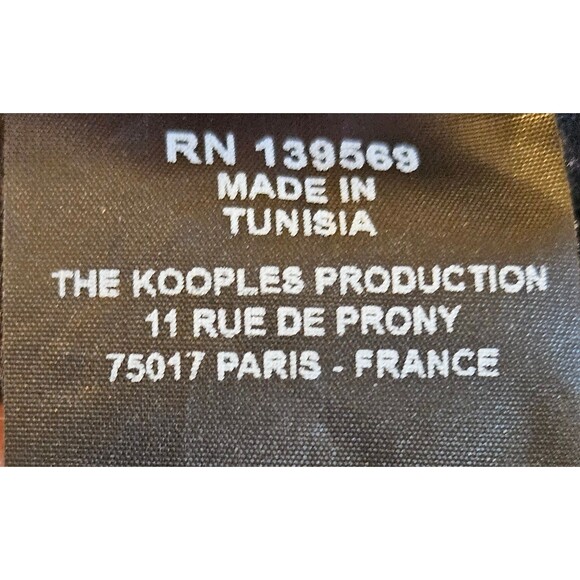 RN 139569
MADE IN
TUNISIA
THE KOOPLES PRODUCTION
11 RUE DE PRONY
75017 PARIS - FRANCE